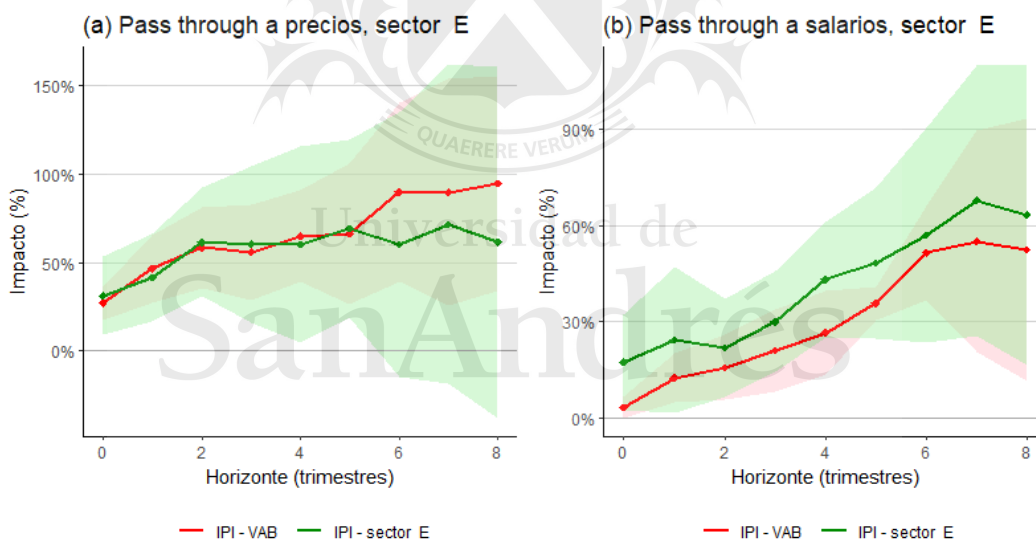 (a) Pass through a precios, sector E
(b) Pass through a salarios, sector E
Impacto (%)
150%
100%
50%
0%
0 2 4 6 8
Horizonte (trimestres)
IPI - VAB IPI - sector E
Impacto (%)
90%
60%
30%
0%
0 2 4 6 8
Horizonte (trimestres)
IPI - VAB IPI - sector E
QUAERERE VERUM
Universidad de
SanAndrés